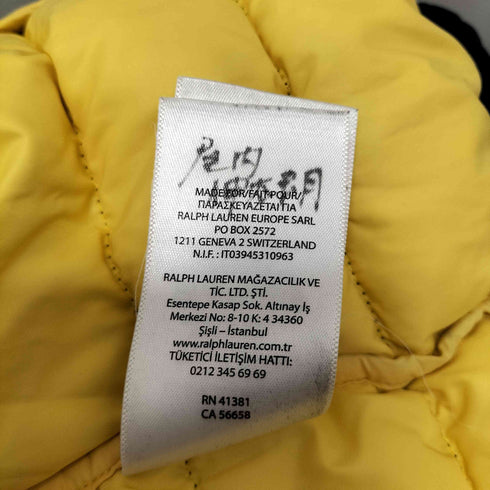 MADE FOR/FAIT POUR/
ΠΑΡΑΣΚΕΥΑΖΕΤΑΙ ΓΙΑ
RALPH LAUREN EUROPE SARL
PO BOX 2572
1211 GENEVA 2 SWITZERLAND
N.I.F. : IT03945310963
RALPH LAUREN MAĞAZACILIK VE
TİC. LTD. ŞTİ.
Esentepe Kasap Sok. Altınay İş
Merkezi No: 8-10 K: 4 34360
Şişli – İstanbul
www.ralphlauren.com.tr
TÜKETİCİ İLETİŞİM HATTI:
0212 345 69 69
RN 41381
CA 56658